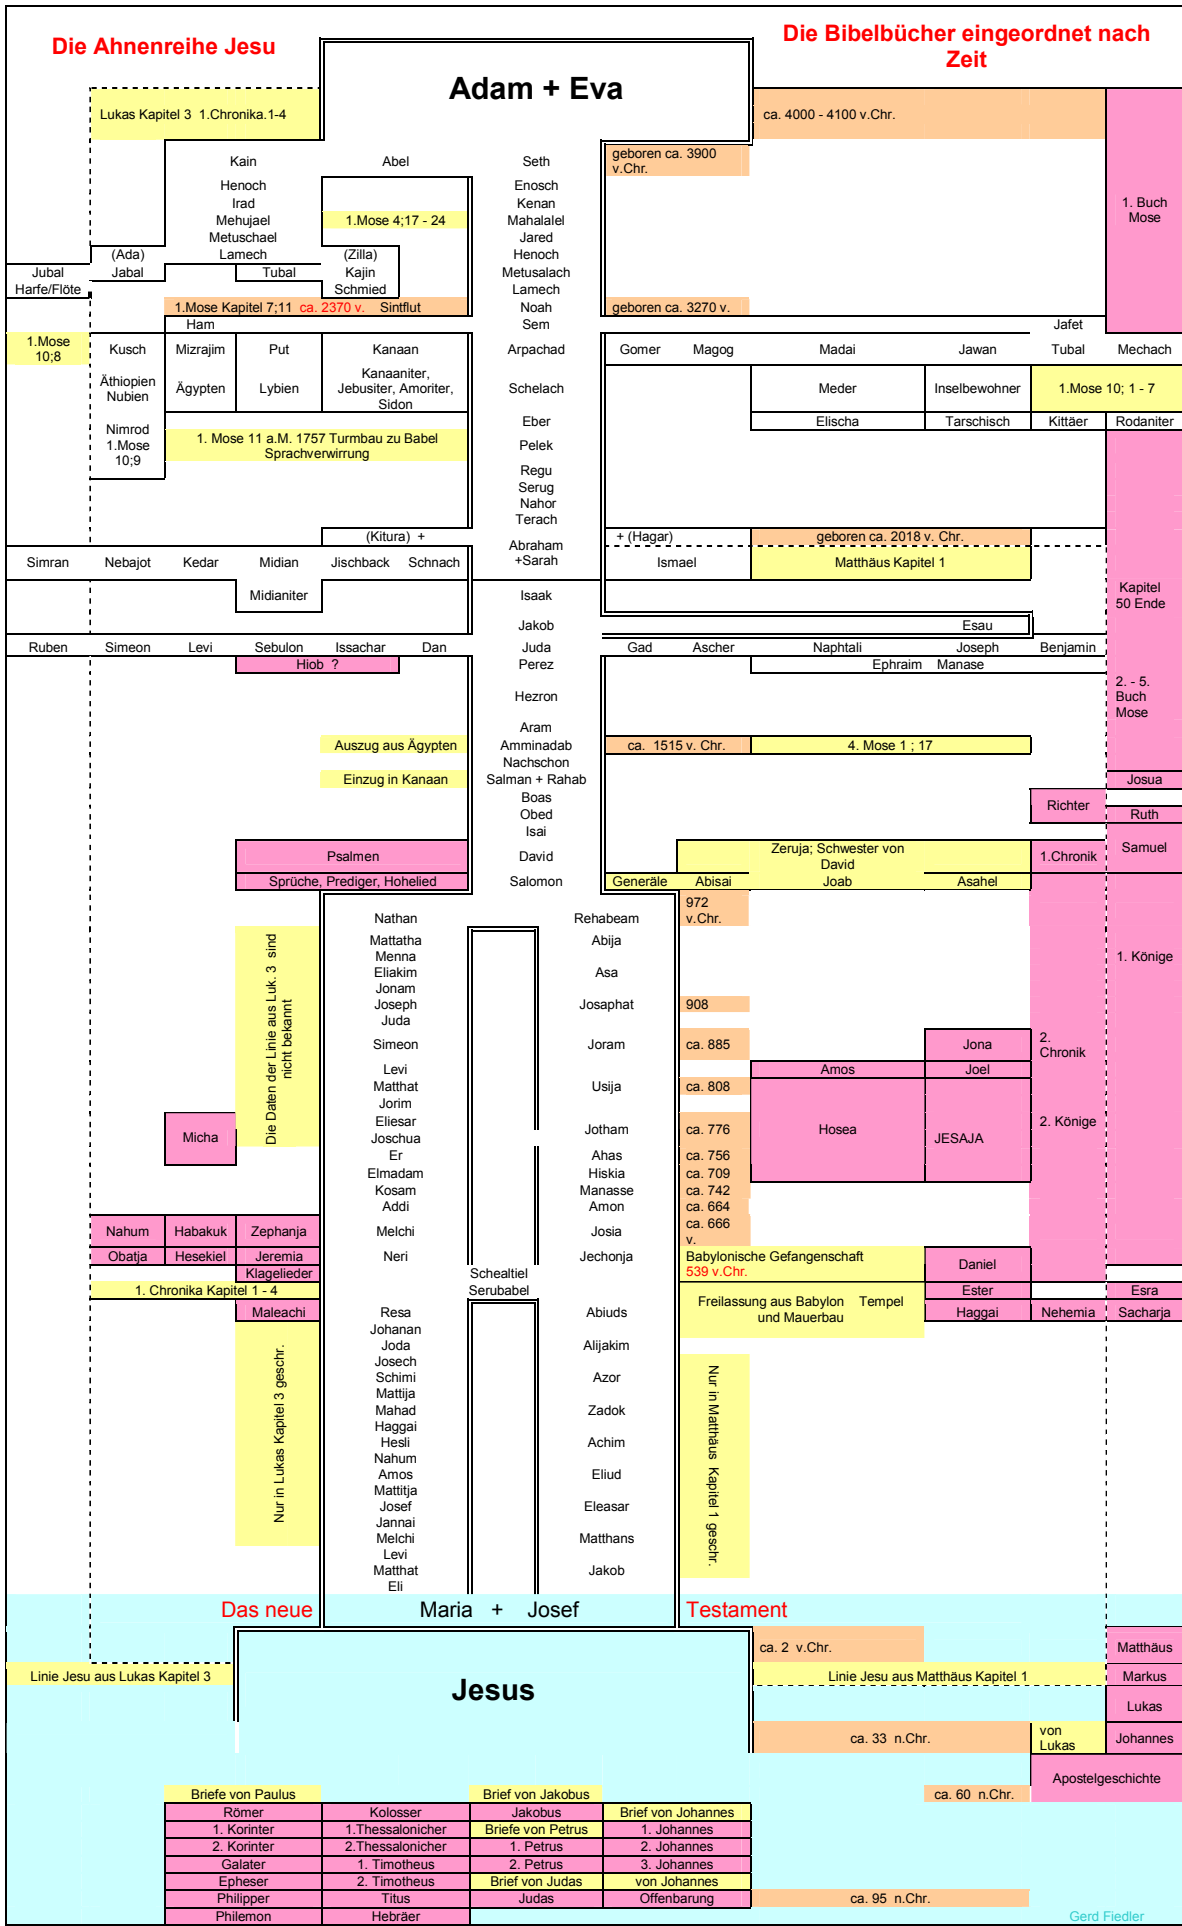 Die Ahnenreihe Jesu
Die Bibelbücher eingeordnet nach
Zeit
Adam + Eva
Lukas Kapitel 3 1.Chronika.1-4
ca. 4000 - 4100 v.Chr.
Kain Abel Seth
geboren ca. 3900
v.Chr.
1. Buch
Mose
Henoch Enosch
Irad Kenan
Mehujael 1.Mose 4;17 - 24 Mahalalel
Metuschael Jared
(Ada) Lamech (Zilla) Henoch
Jubal Jabal Tubal Kajin Metusalach
Harfe/Flöte Schmied Lamech
1.Mose Kapitel 7;11 ca. 2370 v. Sintflut Noah geboren ca. 3270 v.
Ham Sem Jafet
1.Mose
10;8
Kusch Mizrajim Put Kanaan Arpachad Gomer Magog Madai Jawan Tubal Mechach
Äthiopien
Nubien
Ägypten Lybien
Kanaaniter,
Jebusiter, Amoriter,
Sidon
Schelach Meder Inselbewohner 1.Mose 10; 1 - 7
Eber Elischa Tarschisch Kittäer Rodaniter
Nimrod
1.Mose
10;9
1. Mose 11 a.M. 1757 Turmbau zu Babel
Sprachverwirrung
Pelek
Regu
Serug
Nahor
Terach
(Kitura) + Abraham + (Hagar) geboren ca. 2018 v. Chr.
+Sarah
Simran Nebajot Kedar Midian Jischback Schnach Ismael Matthäus Kapitel 1
Midianiter Isaak
Kapitel
50 Ende
Jakob Esau
Ruben Simeon Levi Sebulon Issachar Dan Juda Gad Ascher Naphtali Joseph Benjamin
Hiob ? Perez Ephraim Manase
Hezron
2. - 5.
Buch
Mose
Aram
Auszug aus Ägypten Amminadab ca. 1515 v. Chr. 4. Mose 1 ; 17
Nachschon
Einzug in Kanaan Salman + Rahab Josua
Boas Richter
Obed Ruth
Isai
Psalmen David
Zeruja; Schwester von
David
1.Chronik Samuel
Sprüche, Prediger, Hohelied Salomon Generäle Abisai Joab Asahel
Nathan Rehabeam
972
v.Chr.
Die Daten der Linie aus Luk. 3 sind
nicht bekannt
Mattatha Abija
Menna 1. Könige
Eliakim Asa
Jonam
Joseph Josaphat 908
Juda
Simeon Joram ca. 885 Jona
2.
Chronik
Levi Amos Joel
Matthat Usija ca. 808
Jorim
Eliesar
Micha Jotham ca. 776 Hosea JESAJA 2. Könige
Joschua
Er Ahas ca. 756
Elmadam Hiskia ca. 709
Kosam Manasse ca. 742
Addi Amon ca. 664
Nahum Habakuk Zephanja Melchi Josia
ca. 666
v.
Obatja Hesekiel Jeremia Neri Jechonja
Babylonische Gefangenschaft
539 v.Chr.
Daniel
Klagelieder Schealtiel
1. Chronika Kapitel 1 - 4 Serubabel Ester Esra
Maleachi Resa Abiuds
Freilassung aus Babylon Tempel
und Mauerbau
Haggai Nehemia Sacharja
Nur in Lukas Kapitel 3 geschr.
Nur in Matthäus Kapitel 1 geschr.
Johanan
Joda Alijakim
Josech
Schimi Azor
Mattija
Mahad Zadok
Haggai
Hesli Achim
Nahum
Amos Eliud
Mattitja
Josef Eleasar
Jannai
Melchi Matthans
Levi
Matthat Jakob
Eli
Das neue Maria + Josef Testament
ca. 2 v.Chr. Matthäus
Linie Jesu aus Lukas Kapitel 3 Jesus Linie Jesu aus Matthäus Kapitel 1 Markus
Lukas
ca. 33 n.Chr.
von
Lukas
Johannes
Apostelgeschichte
Briefe von Paulus Brief von Jakobus ca. 60 n.Chr.
Römer Kolosser Jakobus Brief von Johannes
1. Korinter 1.Thessalonicher Briefe von Petrus 1. Johannes
2. Korinter 2.Thessalonicher 1. Petrus 2. Johannes
Galater 1. Timotheus 2. Petrus 3. Johannes
Epheser 2. Timotheus Brief von Judas von Johannes
Philipper Titus Judas Offenbarung ca. 95 n.Chr.
Philemon Hebräer
Gerd Fiedler